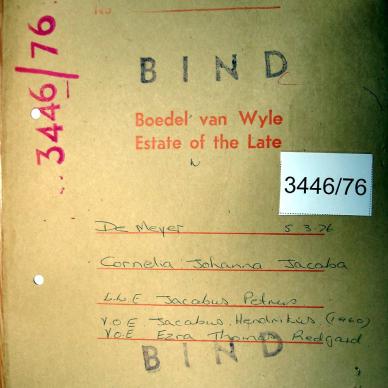 No
3446/76
BIND
Boedel van Wyle
Estate of the Late
3446/76
De Meyer 5.3.76
Cornelia Johanna Jacoba
L.L.E Jacobus Petrus
V.O.E Jacobus Hendrikus (1960)
V.O.E Ezra Thomas Redgard
BIND